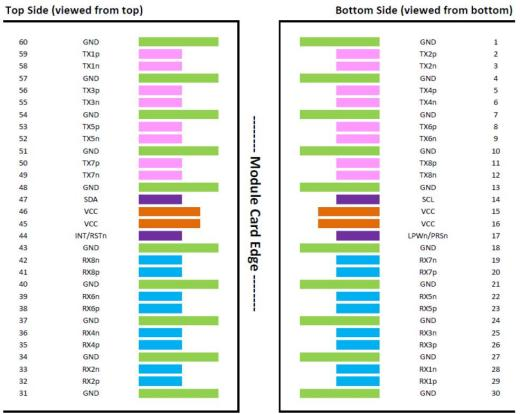 Top Side (viewed from top) Bottom Side (viewed from bottom)
60 GND GND 1
59 TX1p TX2p 2
58 TX1n TX2n 3
57 GND GND 4
56 TX3p TX4p 5
55 TX3n TX4n 6
54 GND GND 7
53 TX5p TX6p 8
52 TX5n TX6n 9
51 GND GND 10
50 TX7p TX8p 11
49 TX7n TX8n 12
48 GND GND 13
47 SDA SCL 14
46 VCC VCC 15
45 VCC VCC 16
44 INT/RSTn LPWn/PRSn 17
43 GND GND 18
42 RX8n RX7n 19
41 RX8p RX7p 20
40 GND GND 21
39 RX6n RX5n 22
38 RX6p RX5p 23
37 GND GND 24
36 RX4n RX3n 25
35 RX4p RX3p 26
34 GND GND 27
33 RX2n RX1n 28
32 RX2p RX1p 29
31 GND GND 30
------- Module Card Edge -------